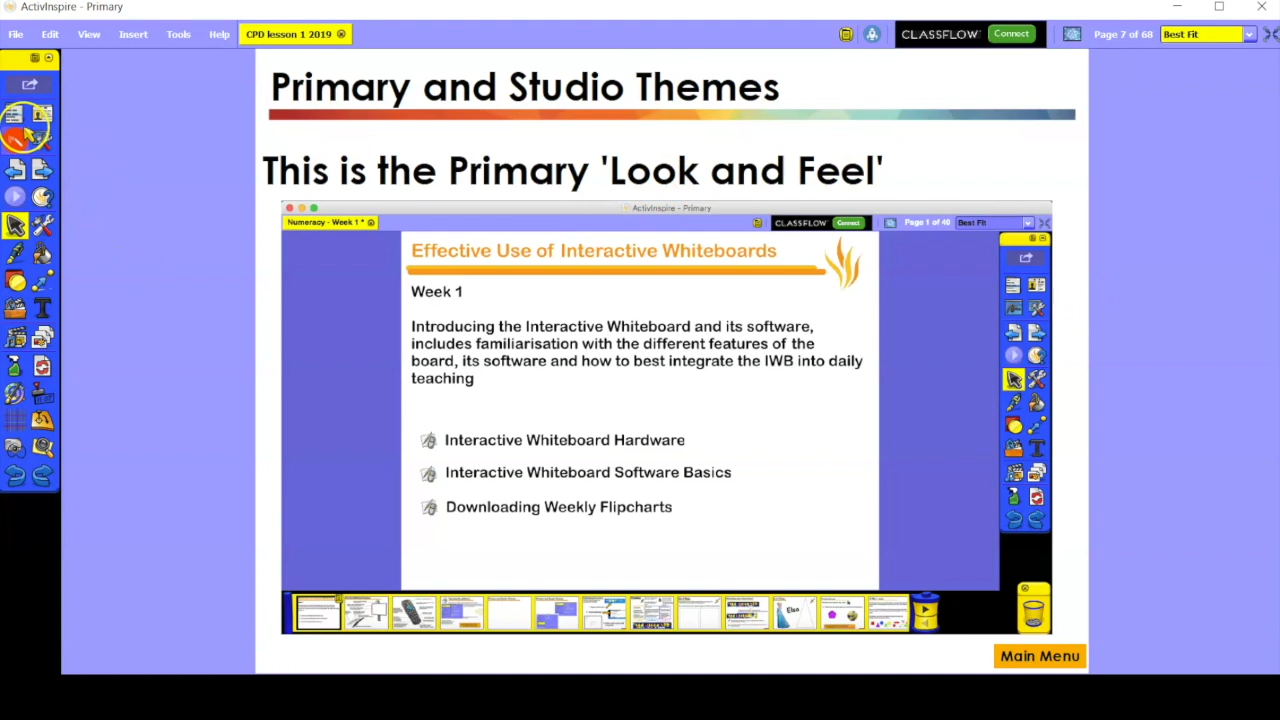 ActivInspire - Primary
File Edit View Insert Tools Help CPD lesson 1 2019 CLASSFLOW Connect Page 7 of 68 Best Fit
Primary and Studio Themes
This is the Primary 'Look and Feel'
ActivInspire - Primary
Numeracy - Week 1 * CLASSFLOW Connect Page 1 of 40 Best Fit
Effective Use of Interactive Whiteboards
Week 1
Introducing the Interactive Whiteboard and its software,
includes familiarisation with the different features of the
board, its software and how to best integrate the IWB into daily
teaching
Interactive Whiteboard Hardware
Interactive Whiteboard Software Basics
Downloading Weekly Flipcharts
Elsa
Main Menu